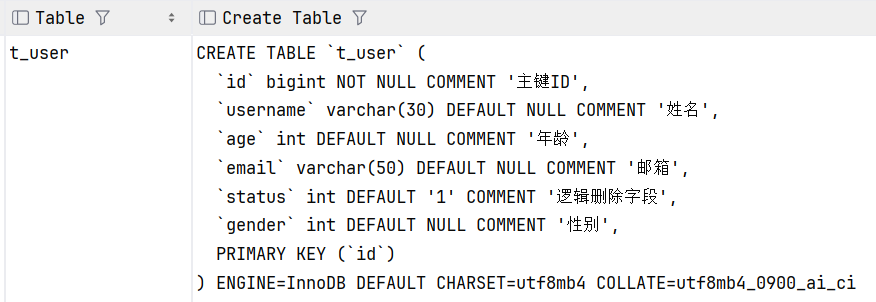 Table Create Table
t_user CREATE TABLE `t_user` (
`id` bigint NOT NULL COMMENT '主键ID',
`username` varchar(30) DEFAULT NULL COMMENT '姓名',
`age` int DEFAULT NULL COMMENT '年龄',
`email` varchar(50) DEFAULT NULL COMMENT '邮箱',
`status` int DEFAULT '1' COMMENT '逻辑删除字段',
`gender` int DEFAULT NULL COMMENT '性别',
PRIMARY KEY (`id`)
) ENGINE=InnoDB DEFAULT CHARSET=utf8mb4 COLLATE=utf8mb4_0900_ai_ci